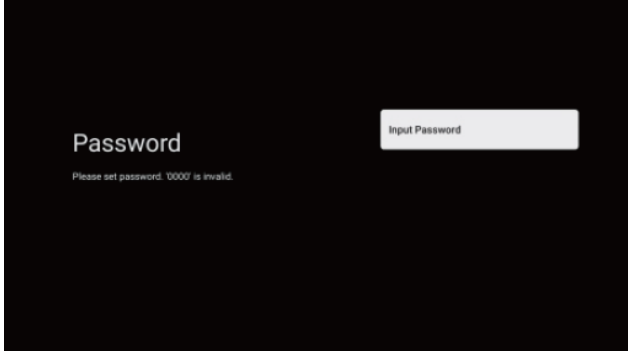 Password
Please set password. '0000' is invalid.
Input Password